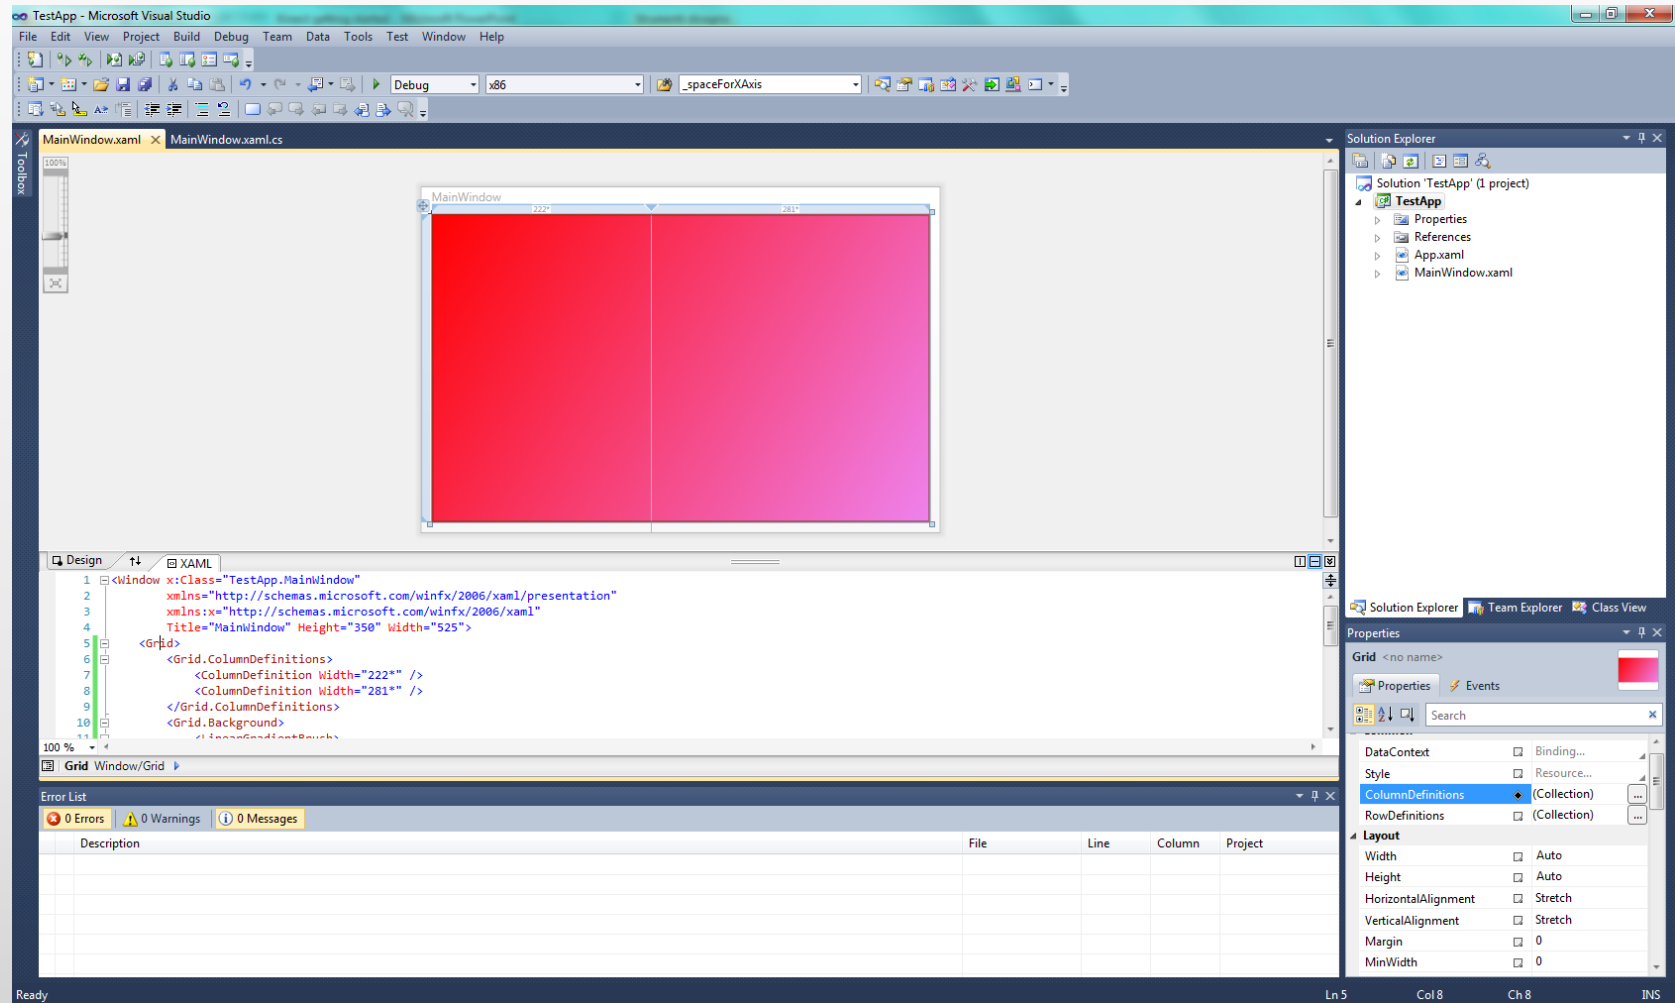 TestApp - Microsoft Visual Studio
File Edit View Project Build Debug Team Data Tools Test Window Help
Debug x86 _spaceForXAxis
Toolbox
MainWindow.xaml MainWindow.xaml.cs
100%
MainWindow
222* 281*
Design XAML
1 <Window x:Class="TestApp.MainWindow"
2 xmlns="http://schemas.microsoft.com/winfx/2006/xaml/presentation"
3 xmlns:x="http://schemas.microsoft.com/winfx/2006/xaml"
4 Title="MainWindow" Height="350" Width="525">
5 <Grid>
6 <Grid.ColumnDefinitions>
7 <ColumnDefinition Width="222*" />
8 <ColumnDefinition Width="281*" />
9 </Grid.ColumnDefinitions>
10 <Grid.Background>
11 <LinearGradientBrush>
100 %
Grid Window/Grid
Error List
0 Errors 0 Warnings 0 Messages
Description File Line Column Project
Solution Explorer
Solution 'TestApp' (1 project)
TestApp
Properties
References
App.xaml
MainWindow.xaml
Solution Explorer Team Explorer Class View
Properties
Grid <no name>
Properties Events
Search
Common
DataContext Binding...
Style Resource...
ColumnDefinitions (Collection) ...
RowDefinitions (Collection) ...
Layout
Width Auto
Height Auto
HorizontalAlignment Stretch
VerticalAlignment Stretch
Margin 0
MinWidth 0
Ready Ln 5 Col 8 Ch 8 INS